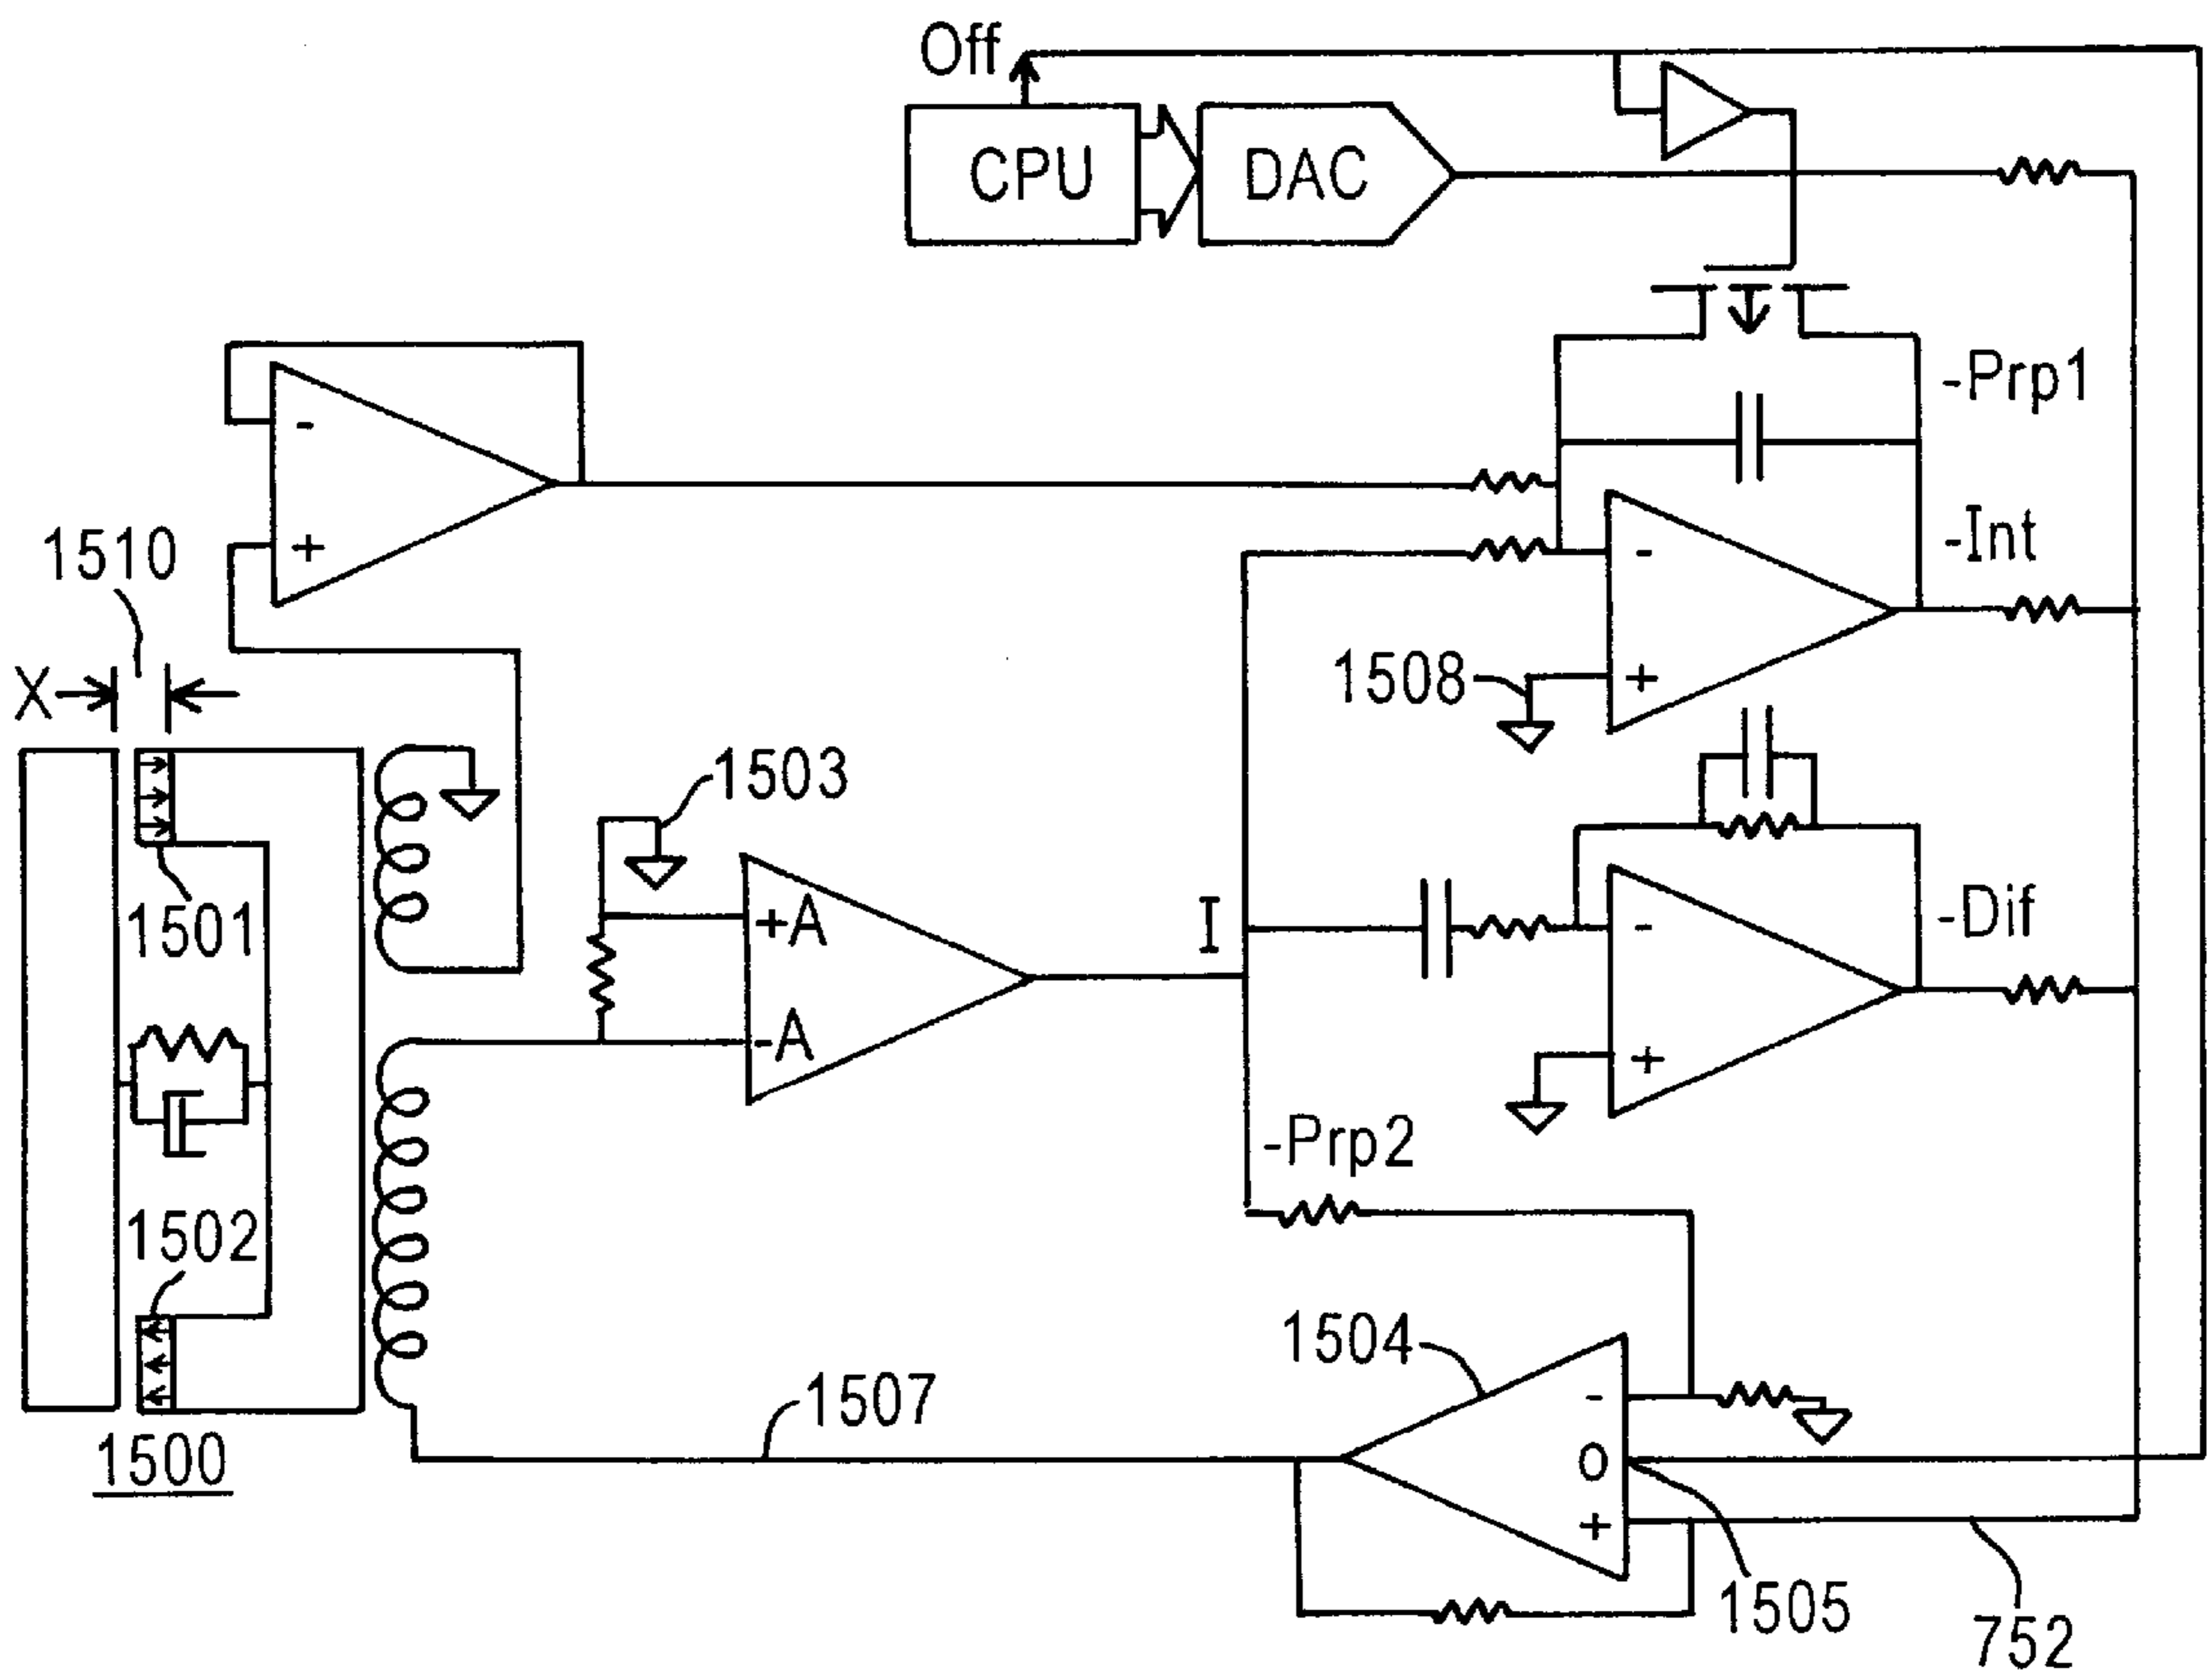 Off
CPU
DAC
-Prp1
-
+
1510
-Int
-
X
1508
+
1503
1501
+A
I
-Dif
-
-A
+
-Prp2
1502
1504
-
1507
O
1500
+
1505
752